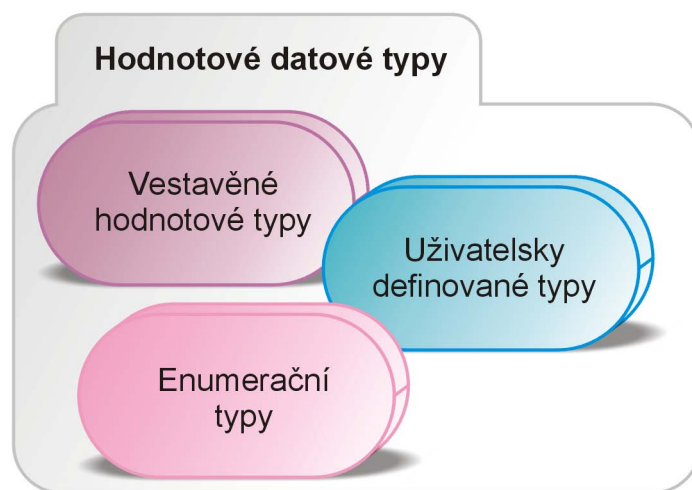 Hodnotové datové typy
Vestavěné
hodnotové typy
Uživatelsky
definované typy
Enumerační
typy